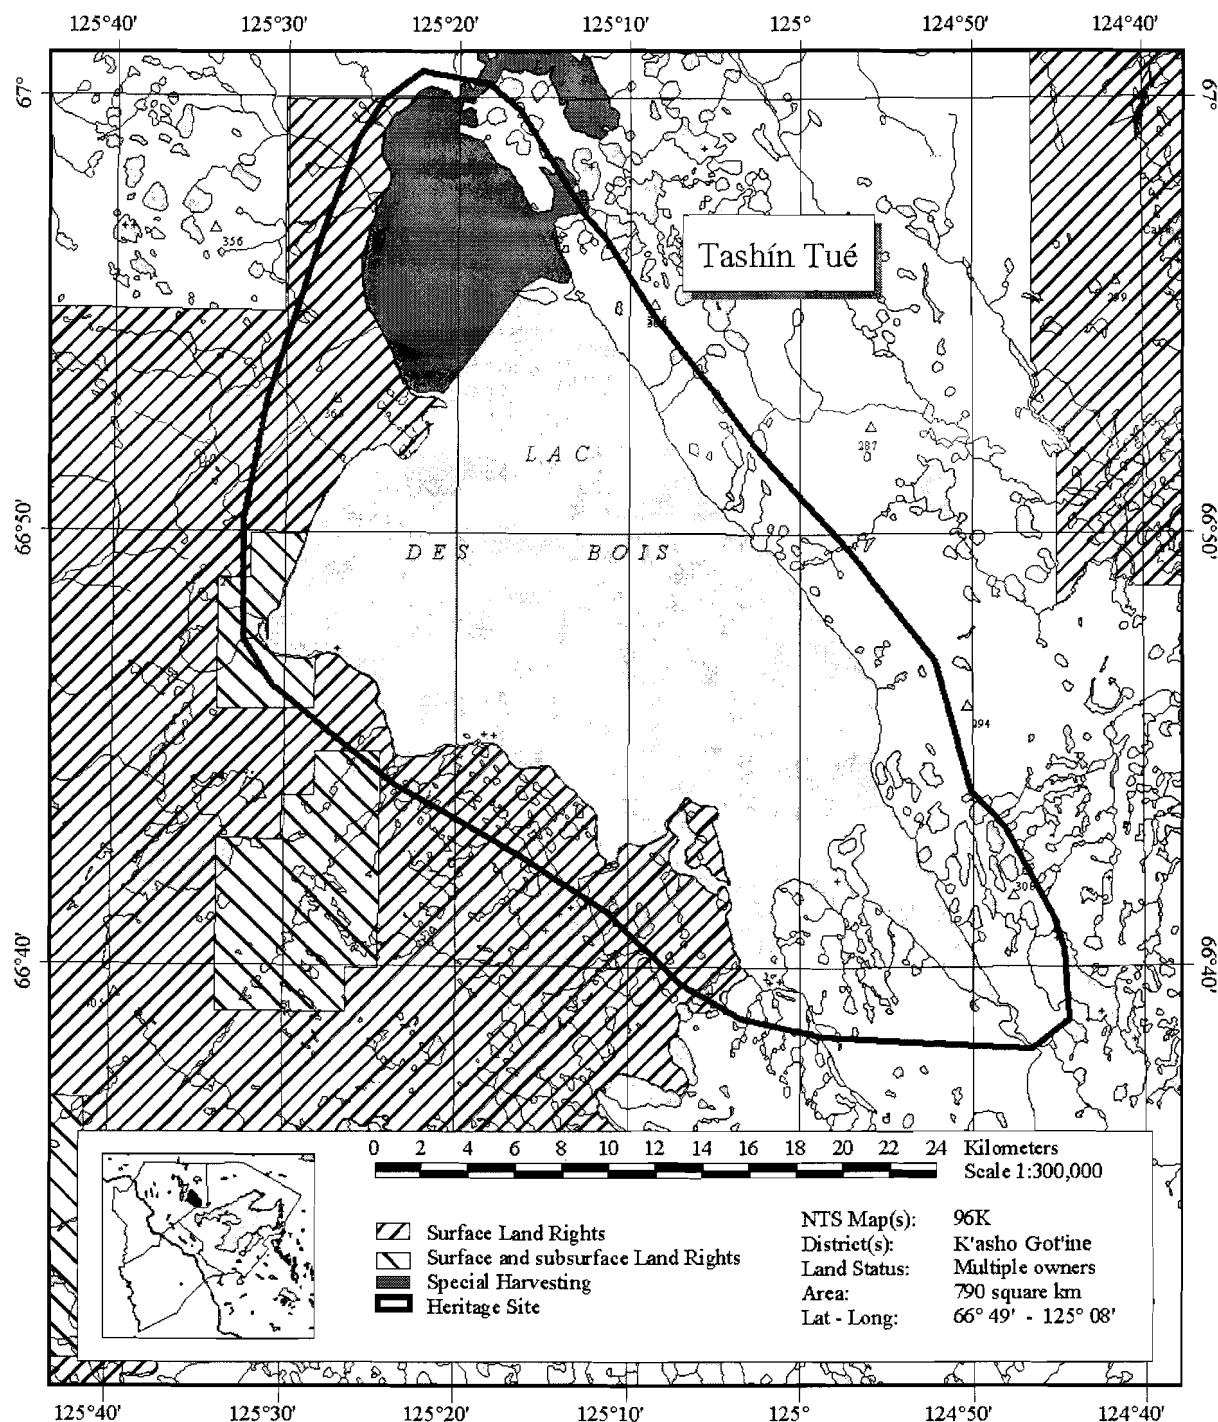 125°40' 125°30' 125°20' 125°10' 125° 124°50' 124°40'
67° 67°
356
Tashín Tué
299
287
LAC
66°50' 66°50'
DES BOIS
294
306
66°40' 66°40'
405
0 2 4 6 8 10 12 14 16 18 20 22 24 Kilometers
Scale 1:300,000
Surface Land Rights
Surface and subsurface Land Rights
Special Harvesting
Heritage Site
NTS Map(s): 96K
District(s): K'asho Got'ine
Land Status: Multiple owners
Area: 790 square km
Lat - Long: 66° 49' - 125° 08'
125°40' 125°30' 125°20' 125°10' 125° 124°50' 124°40'